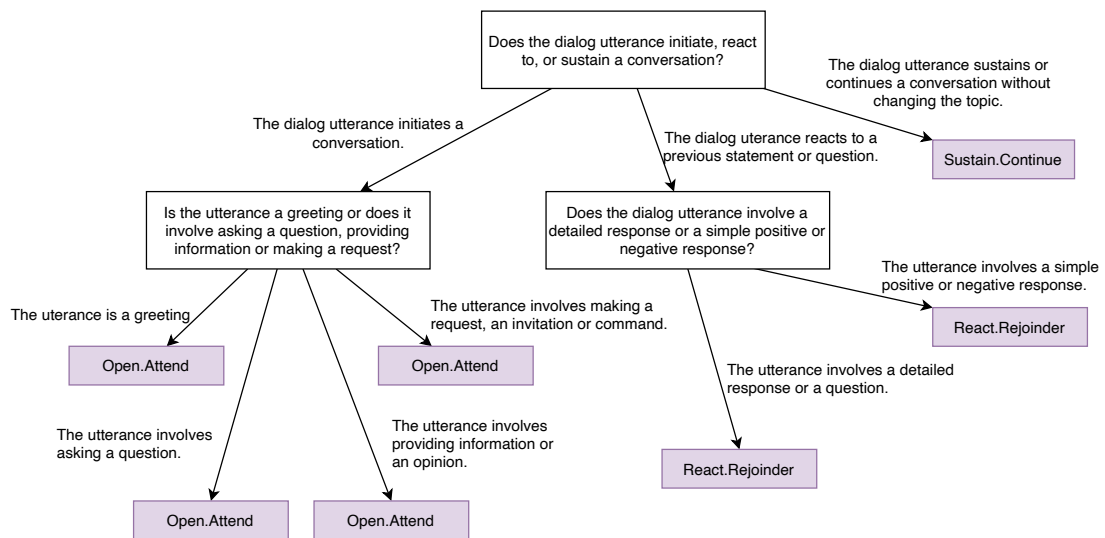 Does the dialog utterance initiate, react
to, or sustain a conversation?
The dialog utterance sustains or
continues a conversation without
changing the topic.
The dialog utterance initiates a
conversation.
The dialog uterance reacts to a
previous statement or question.
Sustain.Continue
Is the utterance a greeting or does it
involve asking a question, providing
information or making a request?
Does the dialog utterance involve a
detailed response or a simple positive or
negative response?
The utterance involves a simple
positive or negative response.
The uterance is a greeting
The utterance involves making a
request, an invitation or command.
React.Rejoinder
Open.Attend
Open.Attend
The utterance involves a detailed
response or a question.
The utterance involves
asking a question.
The utterance involves
providing information or
an opinion.
React.Rejoinder
Open.Attend
Open.Attend